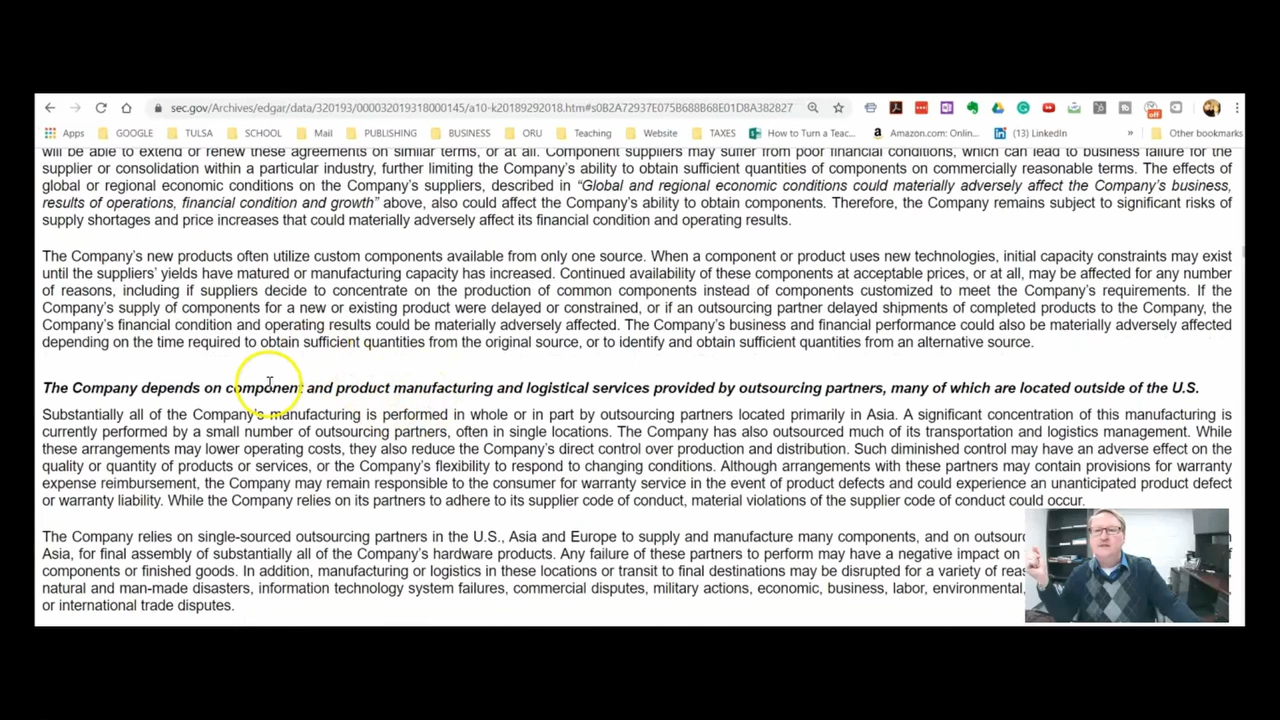 sec.gov/Archives/edgar/data/320193/000032019318000145/a10-k20189292018.htm#s0B2A72937E075B688B68E01D8A382827
Apps GOOGLE TULSA SCHOOL Mail PUBLISHING BUSINESS ORU Teaching Website TAXES How to Turn a Teac... Amazon.com: Onlin... (13) LinkedIn » Other bookmarks
off
will be able to extend or renew these agreements on similar terms, or at all. Component suppliers may suffer from poor financial conditions, which can lead to business failure for the
supplier or consolidation within a particular industry, further limiting the Company's ability to obtain sufficient quantities of components on commercially reasonable terms. The effects of
global or regional economic conditions on the Company's suppliers, described in “Global and regional economic conditions could materially adversely affect the Company's business,
results of operations, financial condition and growth” above, also could affect the Company's ability to obtain components. Therefore, the Company remains subject to significant risks of
supply shortages and price increases that could materially adversely affect its financial condition and operating results.
The Company's new products often utilize custom components available from only one source. When a component or product uses new technologies, initial capacity constraints may exist
until the suppliers' yields have matured or manufacturing capacity has increased. Continued availability of these components at acceptable prices, or at all, may be affected for any number
of reasons, including if suppliers decide to concentrate on the production of common components instead of components customized to meet the Company's requirements. If the
Company's supply of components for a new or existing product were delayed or constrained, or if an outsourcing partner delayed shipments of completed products to the Company, the
Company's financial condition and operating results could be materially adversely affected. The Company's business and financial performance could also be materially adversely affected
depending on the time required to obtain sufficient quantities from the original source, or to identify and obtain sufficient quantities from an alternative source.
The Company depends on component and product manufacturing and logistical services provided by outsourcing partners, many of which are located outside of the U.S.
Substantially all of the Company's manufacturing is performed in whole or in part by outsourcing partners located primarily in Asia. A significant concentration of this manufacturing is
currently performed by a small number of outsourcing partners, often in single locations. The Company has also outsourced much of its transportation and logistics management. While
these arrangements may lower operating costs, they also reduce the Company's direct control over production and distribution. Such diminished control may have an adverse effect on the
quality or quantity of products or services, or the Company's flexibility to respond to changing conditions. Although arrangements with these partners may contain provisions for warranty
expense reimbursement, the Company may remain responsible to the consumer for warranty service in the event of product defects and could experience an unanticipated product defect
or warranty liability. While the Company relies on its partners to adhere to its supplier code of conduct, material violations of the supplier code of conduct could occur.
The Company relies on single-sourced outsourcing partners in the U.S., Asia and Europe to supply and manufacture many components, and on
Asia, for final assembly of substantially all of the Company's hardware products. Any failure of these partners to perform may have a negative impact on
components or finished goods. In addition, manufacturing or logistics in these locations or transit to final destinations may be disrupted for a variety of
natural and man-made disasters, information technology system failures, commercial disputes, military actions, economic, business, labor, environmental,
or international trade disputes.